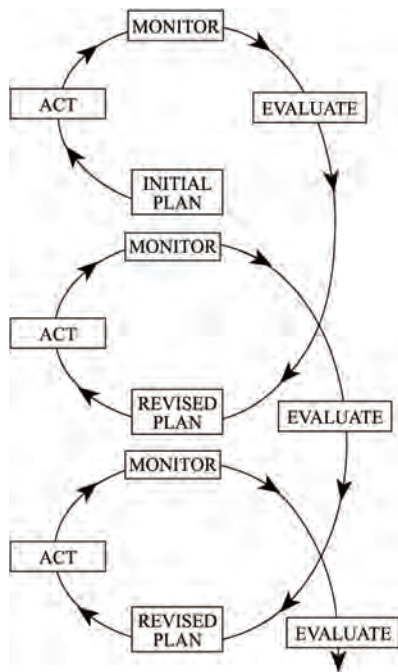 MONITOR
ACT
EVALUATE
INITIAL
PLAN
MONITOR
ACT
REVISED
PLAN
EVALUATE
MONITOR
ACT
REVISED
PLAN
EVALUATE